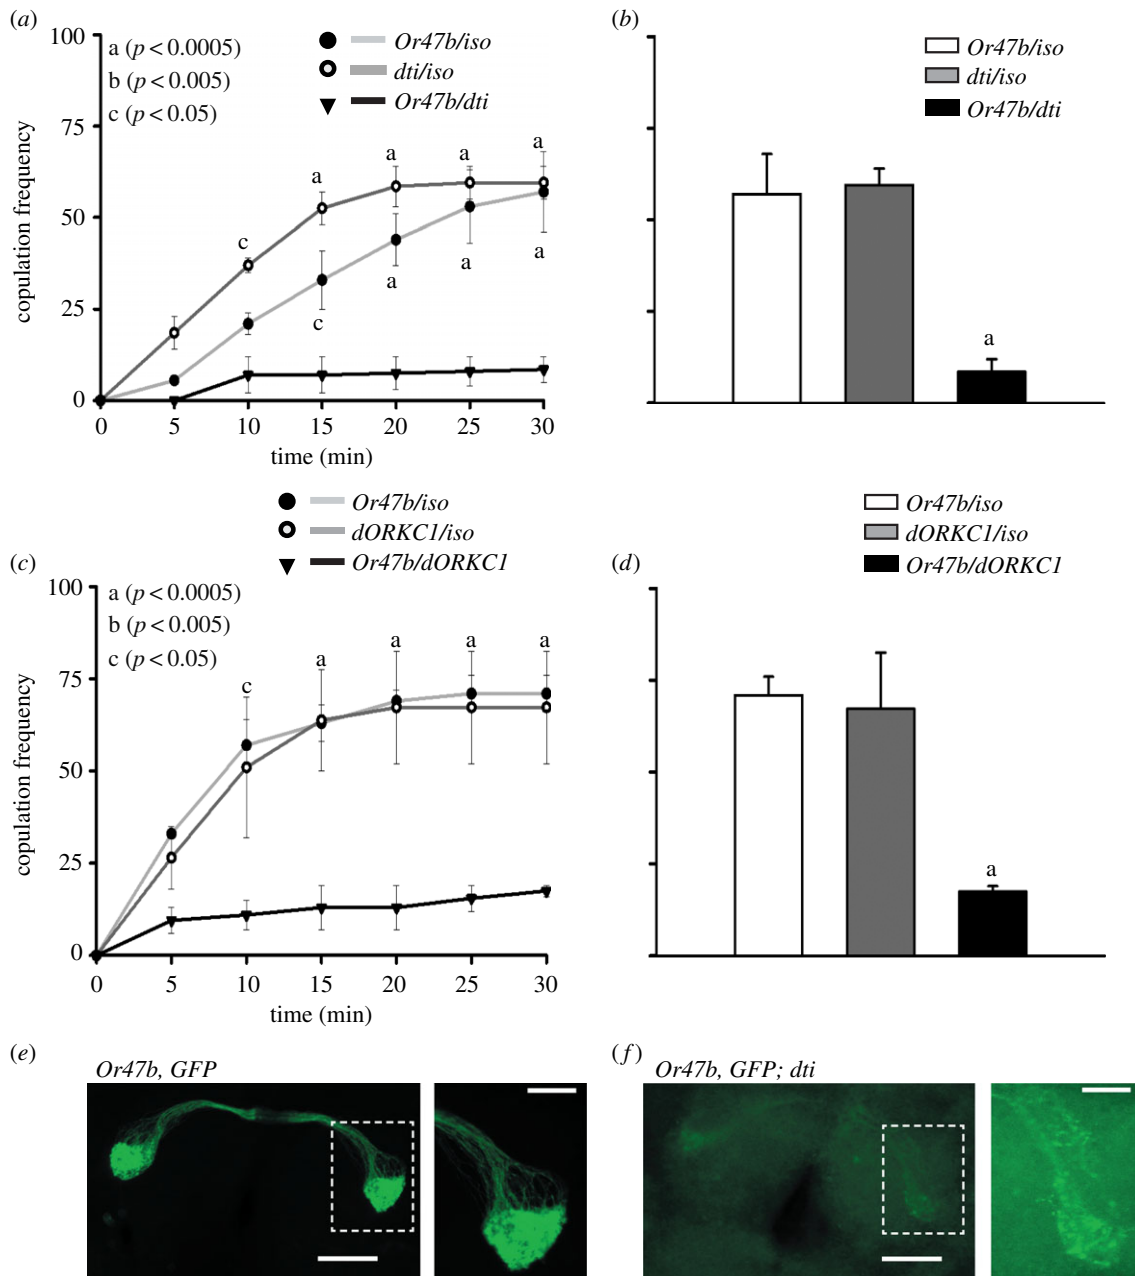 (a)
100
75
50
25
0
copulation frequency
a (p < 0.0005)
b (p < 0.005)
c (p < 0.05)
Or47b/iso
dti/iso
Or47b/dti
c
a
a
a
a
c
a
a
a
0 5 10 15 20 25 30
time (min)
(b)
Or47b/iso
dti/iso
Or47b/dti
a
(c)
Or47b/iso
dORKC1/iso
Or47b/dORKC1
100
75
50
25
0
copulation frequency
a (p < 0.0005)
b (p < 0.005)
c (p < 0.05)
c
a
a
a
a
0 5 10 15 20 25 30
time (min)
(d)
Or47b/iso
dORKC1/iso
Or47b/dORKC1
a
(e)
Or47b, GFP
(f)
Or47b, GFP; dti